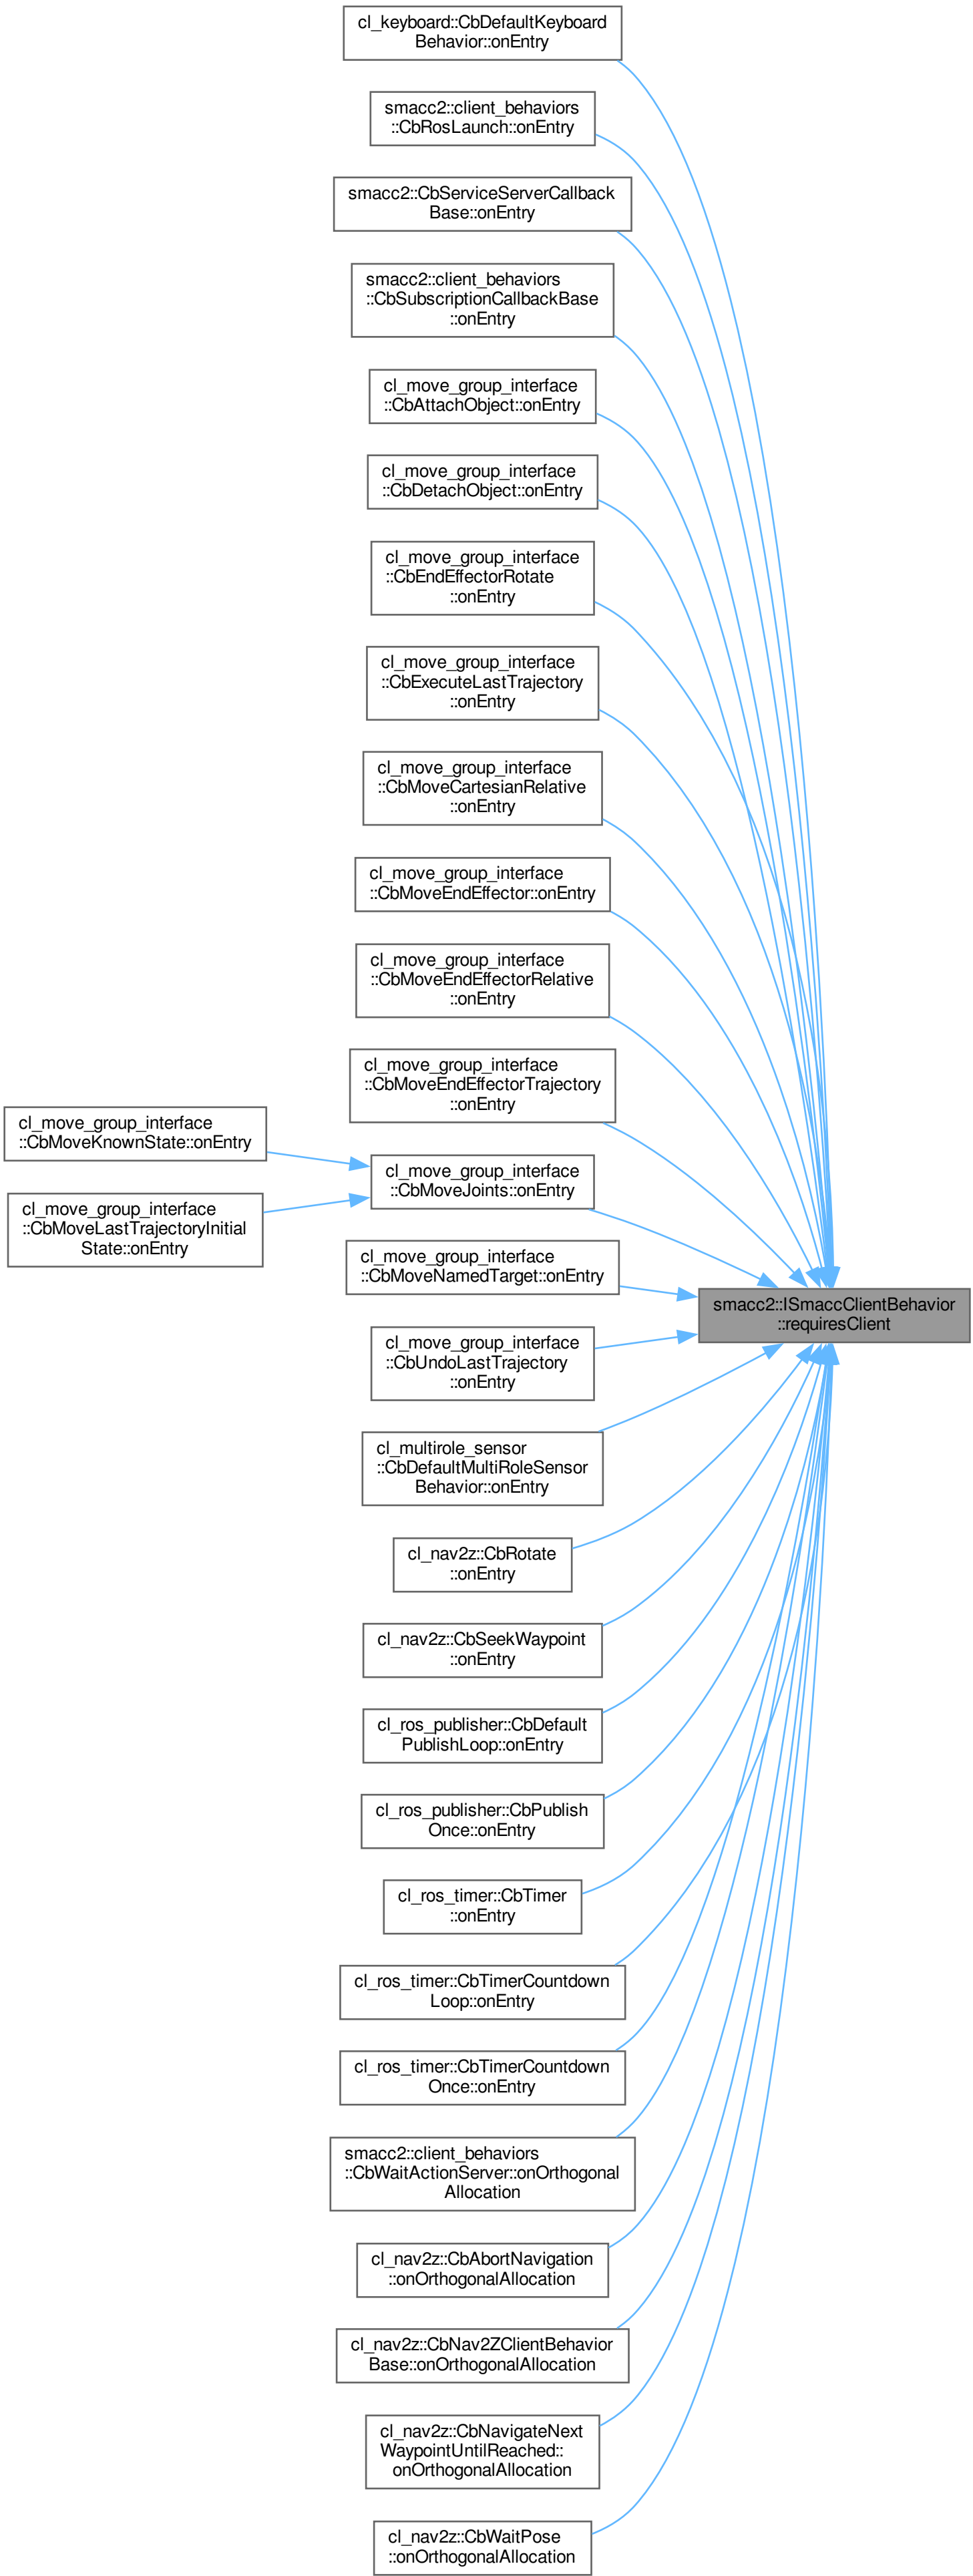 cl_keyboard::CbDefaultKeyboard
Behavior::onEntry
smacc2::client_behaviors
::CbRosLaunch::onEntry
smacc2::CbServiceServerCallback
Base::onEntry
smacc2::client_behaviors
::CbSubscriptionCallbackBase
::onEntry
cl_move_group_interface
::CbAttachObject::onEntry
cl_move_group_interface
::CbDetachObject::onEntry
cl_move_group_interface
::CbEndEffectorRotate
::onEntry
cl_move_group_interface
::CbExecuteLastTrajectory
::onEntry
cl_move_group_interface
::CbMoveCartesianRelative
::onEntry
cl_move_group_interface
::CbMoveEndEffector::onEntry
cl_move_group_interface
::CbMoveEndEffectorRelative
::onEntry
cl_move_group_interface
::CbMoveEndEffectorTrajectory
::onEntry
cl_move_group_interface
::CbMoveKnownState::onEntry
cl_move_group_interface
::CbMoveLastTrajectoryInitial
State::onEntry
cl_move_group_interface
::CbMoveJoints::onEntry
cl_move_group_interface
::CbMoveNamedTarget::onEntry
smacc2::ISmaccClientBehavior
::requiresClient
cl_move_group_interface
::CbUndoLastTrajectory
::onEntry
cl_multirole_sensor
::CbDefaultMultiRoleSensor
Behavior::onEntry
cl_nav2z::CbRotate
::onEntry
cl_nav2z::CbSeekWaypoint
::onEntry
cl_ros_publisher::CbDefault
PublishLoop::onEntry
cl_ros_publisher::CbPublish
Once::onEntry
cl_ros_timer::CbTimer
::onEntry
cl_ros_timer::CbTimerCountdown
Loop::onEntry
cl_ros_timer::CbTimerCountdown
Once::onEntry
smacc2::client_behaviors
::CbWaitActionServer::onOrthogonal
Allocation
cl_nav2z::CbAbortNavigation
::onOrthogonalAllocation
cl_nav2z::CbNav2ZClientBehavior
Base::onOrthogonalAllocation
cl_nav2z::CbNavigateNext
WaypointUntilReached::
onOrthogonalAllocation
cl_nav2z::CbWaitPose
::onOrthogonalAllocation